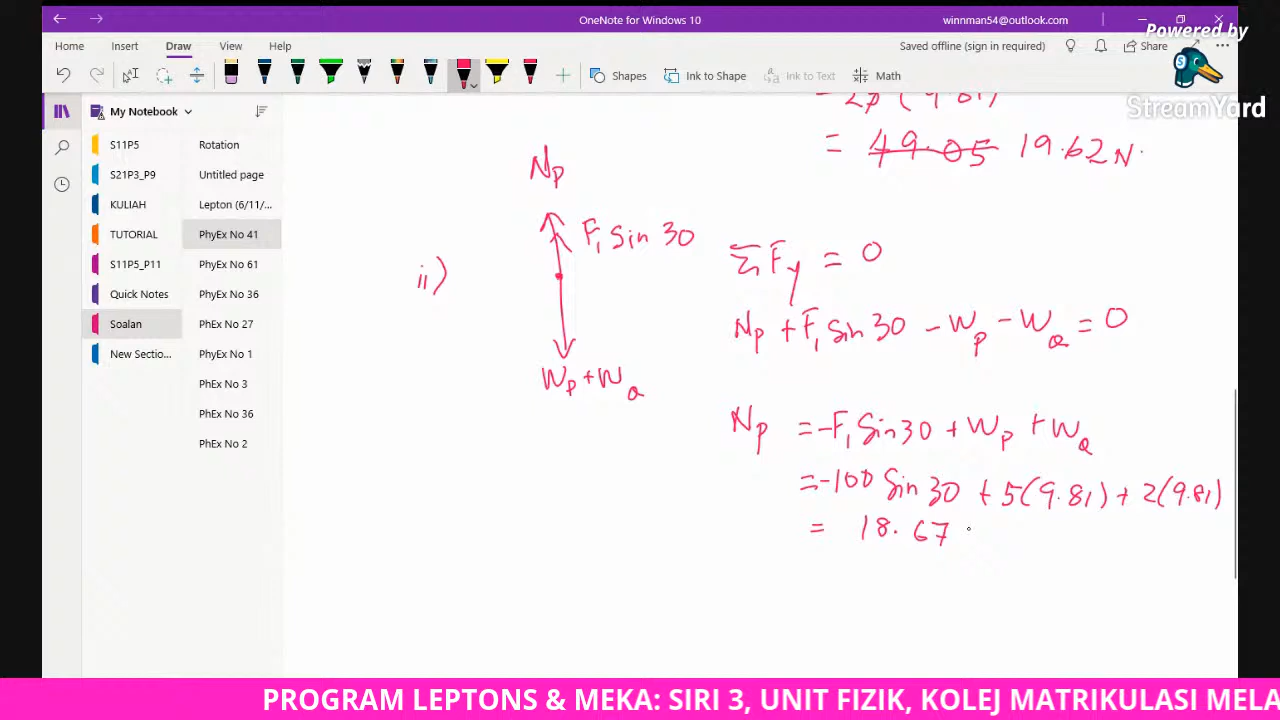 OneNote for Windows 10
winnman54@outlook.com
Powered by
StreamYard
Home Insert Draw View Help
Saved offline (sign in required)
Share
Shapes
Ink to Shape
Ink to Text
Math
My Notebook
S11P5
S21P3_P9
KULIAH
TUTORIAL
S11P5_P11
Quick Notes
Soalan
New Sectio...
Rotation
Untitled page
Lepton (6/11/...
PhyEx No 41
PhyEx No 61
PhyEx No 36
PhEx No 27
PhyEx No 1
PhEx No 3
PhEx No 36
PhEx No 2
= 49.05 19.62 N.
ii)
Np
F₁ Sin 30
Wp + WQ
ΣFy = 0
Np + F₁ Sin 30 - Wp - WQ = 0
Np = -F₁ Sin 30 + Wp + WQ
= -100 Sin 30 + 5(9.81) + 2(9.81)
= 18.67
PROGRAM LEPTONS & MEKA: SIRI 3, UNIT FIZIK, KOLEJ MATRIKULASI MELA